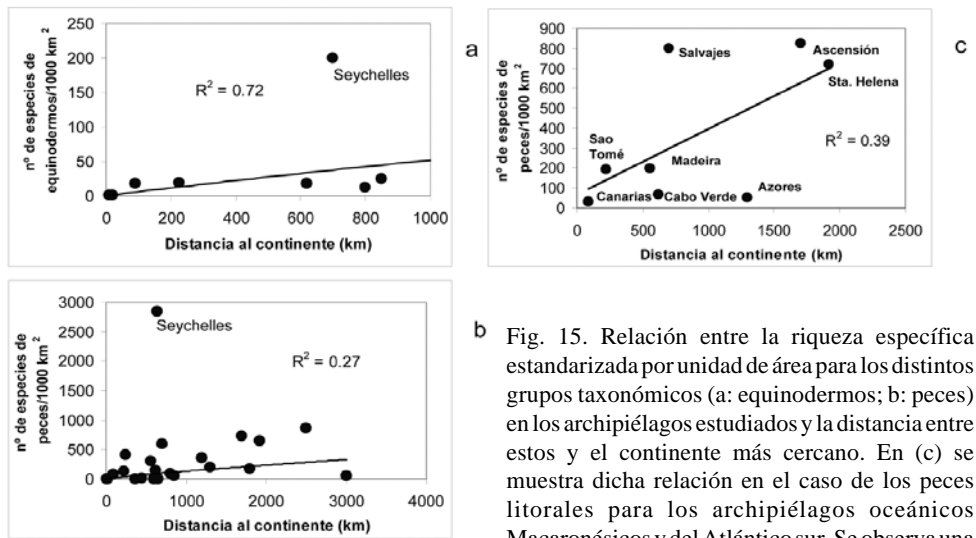 a
nº de especies de
equinodermos/1000 km²
250
200
150
100
50
0
Seychelles
R² = 0.72
0 200 400 600 800 1000
Distancia al continente (km)
c
nº de especies de
peces/1000 km²
900
800
700
600
500
400
300
200
100
0
Salvajes
Ascensión
Sta. Helena
R² = 0.39
Sao
Tomé
Madeira
Canarias
Cabo Verde
Azores
0 500 1000 1500 2000 2500
Distancia al continente (km)
b
nº de especies de
peces/1000 km²
3000
2500
2000
1500
1000
500
0
Seychelles
R² = 0.27
0 1000 2000 3000 4000
Distancia al continente (km)
Fig. 15. Relación entre la riqueza específica
estandarizada por unidad de área para los distintos
grupos taxonómicos (a: equinodermos; b: peces)
en los archipiélagos estudiados y la distancia entre
estos y el continente más cercano. En (c) se
muestra dicha relación en el caso de los peces
litorales para los archipiélagos oceánicos
Macaronésicos y del Atlántico sur. Se observa una